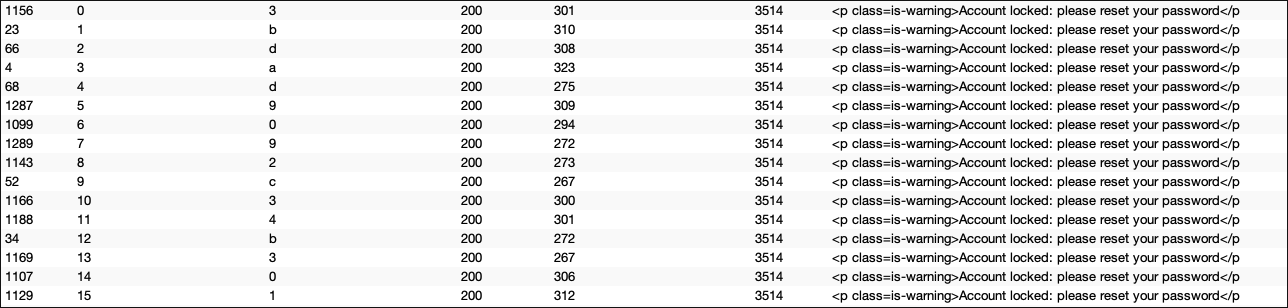 1156 0 3 200 301 3514 <p class=is-warning>Account locked: please reset your password</p
23 1 b 200 310 3514 <p class=is-warning>Account locked: please reset your password</p
66 2 d 200 308 3514 <p class=is-warning>Account locked: please reset your password</p
4 3 a 200 323 3514 <p class=is-warning>Account locked: please reset your password</p
68 4 d 200 275 3514 <p class=is-warning>Account locked: please reset your password</p
1287 5 9 200 309 3514 <p class=is-warning>Account locked: please reset your password</p
1099 6 0 200 294 3514 <p class=is-warning>Account locked: please reset your password</p
1289 7 9 200 272 3514 <p class=is-warning>Account locked: please reset your password</p
1143 8 2 200 273 3514 <p class=is-warning>Account locked: please reset your password</p
52 9 c 200 267 3514 <p class=is-warning>Account locked: please reset your password</p
1166 10 3 200 300 3514 <p class=is-warning>Account locked: please reset your password</p
1188 11 4 200 301 3514 <p class=is-warning>Account locked: please reset your password</p
34 12 b 200 272 3514 <p class=is-warning>Account locked: please reset your password</p
1169 13 3 200 267 3514 <p class=is-warning>Account locked: please reset your password</p
1107 14 0 200 306 3514 <p class=is-warning>Account locked: please reset your password</p
1129 15 1 200 312 3514 <p class=is-warning>Account locked: please reset your password</p